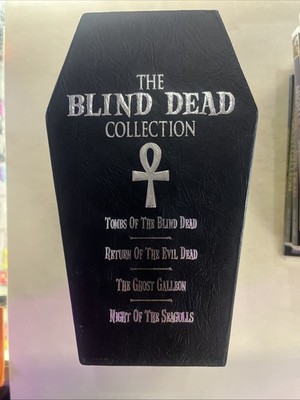 THE
BLIND DEAD
COLLECTION
TOMBS OF THE BLIND DEAD
RETURN OF THE EVIL DEAD
THE GHOST GALLEON
NIGHT OF THE SEAGULLS